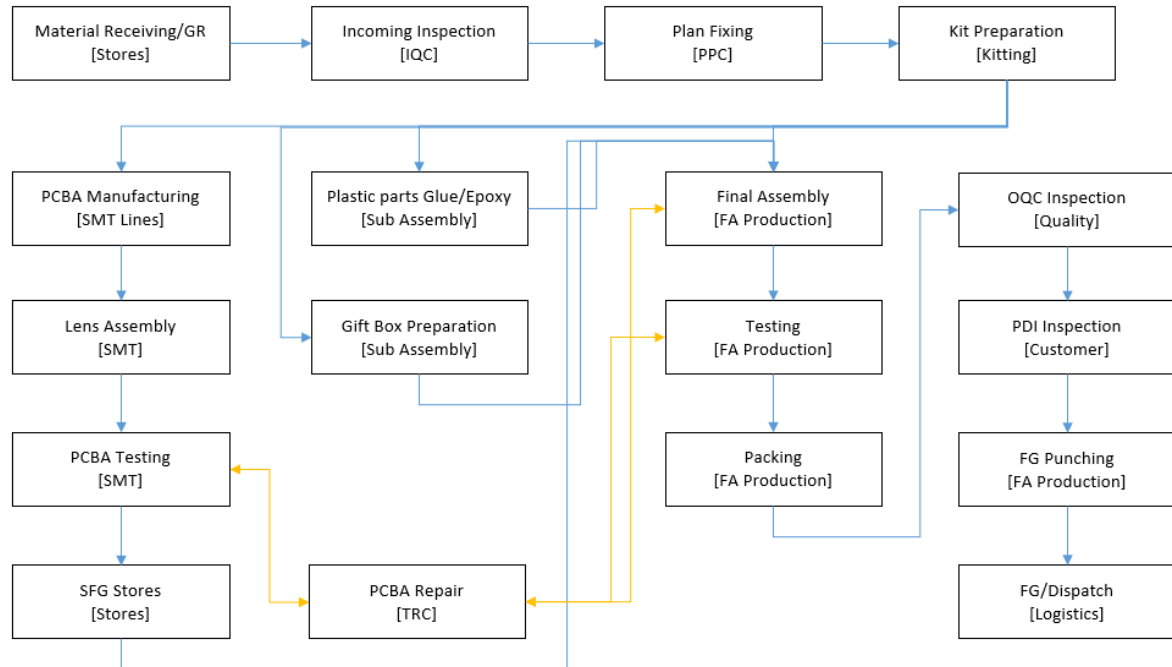 Material Receiving/GR
[Stores]
Incoming Inspection
[IQC]
Plan Fixing
[PPC]
Kit Preparation
[Kitting]
PCBA Manufacturing
[SMT Lines]
Plastic parts Glue/Epoxy
[Sub Assembly]
Final Assembly
[FA Production]
OQC Inspection
[Quality]
Lens Assembly
[SMT]
Gift Box Preparation
[Sub Assembly]
Testing
[FA Production]
PDI Inspection
[Customer]
PCBA Testing
[SMT]
Packing
[FA Production]
FG Punching
[FA Production]
SFG Stores
[Stores]
PCBA Repair
[TRC]
FG/Dispatch
[Logistics]